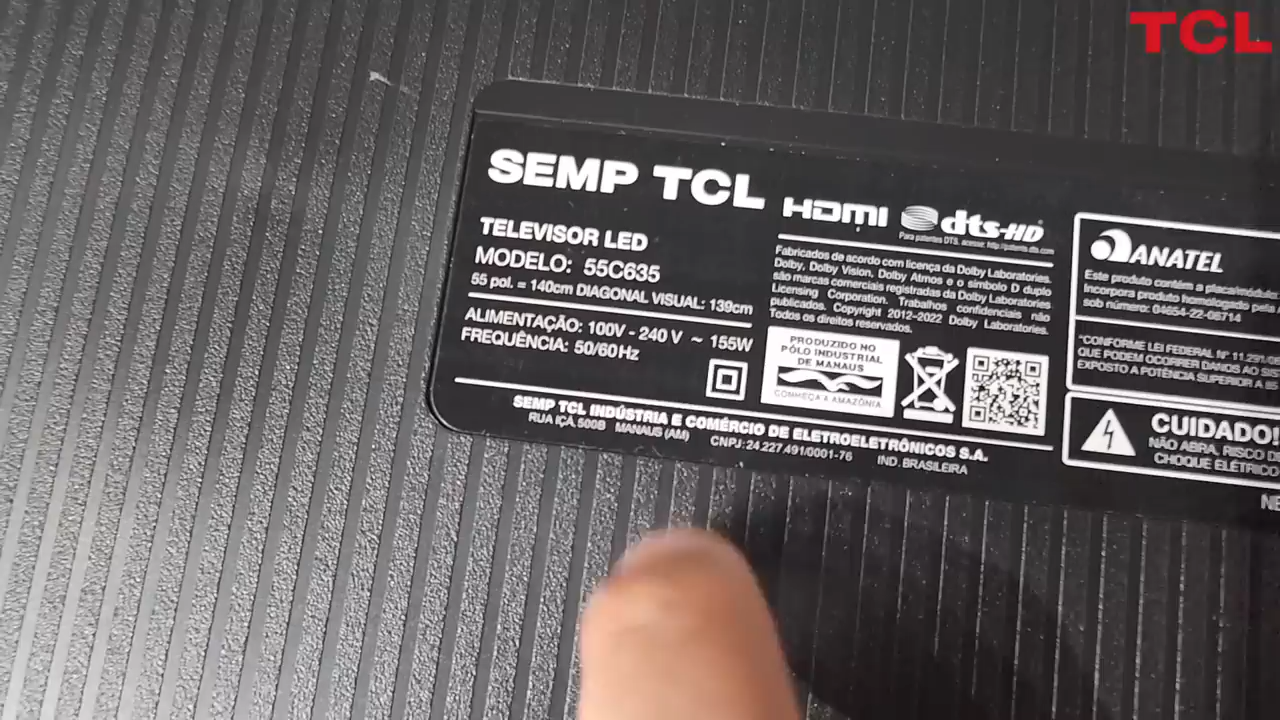 TCL
SEMP TCL
HDMI dts-HD
Para patentes DTS, acesse: http://patents.dts.com
TELEVISOR LED
MODELO: 55C635
55 pol. = 140cm DIAGONAL VISUAL: 139cm
ALIMENTAÇÃO: 100V - 240 V ~ 155W
FREQUÊNCIA: 50/60Hz
Fabricados de acordo com licença da Dolby Laboratories.
Dolby, Dolby Vision, Dolby Atmos e o símbolo D duplo
são marcas comerciais registradas da Dolby Laboratories
Licensing Corporation. Trabalhos confidenciais não
publicados. Copyright 2012-2022 Dolby Laboratories.
Todos os direitos reservados.
PRODUZIDO NO
PÓLO INDUSTRIAL
DE MANAUS
CONHEÇA A AMAZÔNIA
SEMP TCL INDÚSTRIA E COMÉRCIO DE ELETROELETRÔNICOS S.A.
RUA IÇÁ, 500B MANAUS (AM) CNPJ: 24.227.491/0001-76 IND. BRASILEIRA
ANATEL
Este produto contém a placa/módulo
Incorpora produto homologado pela
sob número: 04654-22-06714
"CONFORME LEI FEDERAL Nº 11.291/0
QUE PODEM OCORRER DANOS AO SIS
EXPOSTO A POTÊNCIA SUPERIOR A 85
CUIDADO!
NÃO ABRA, RISCO DE
CHOQUE ELÉTRICO